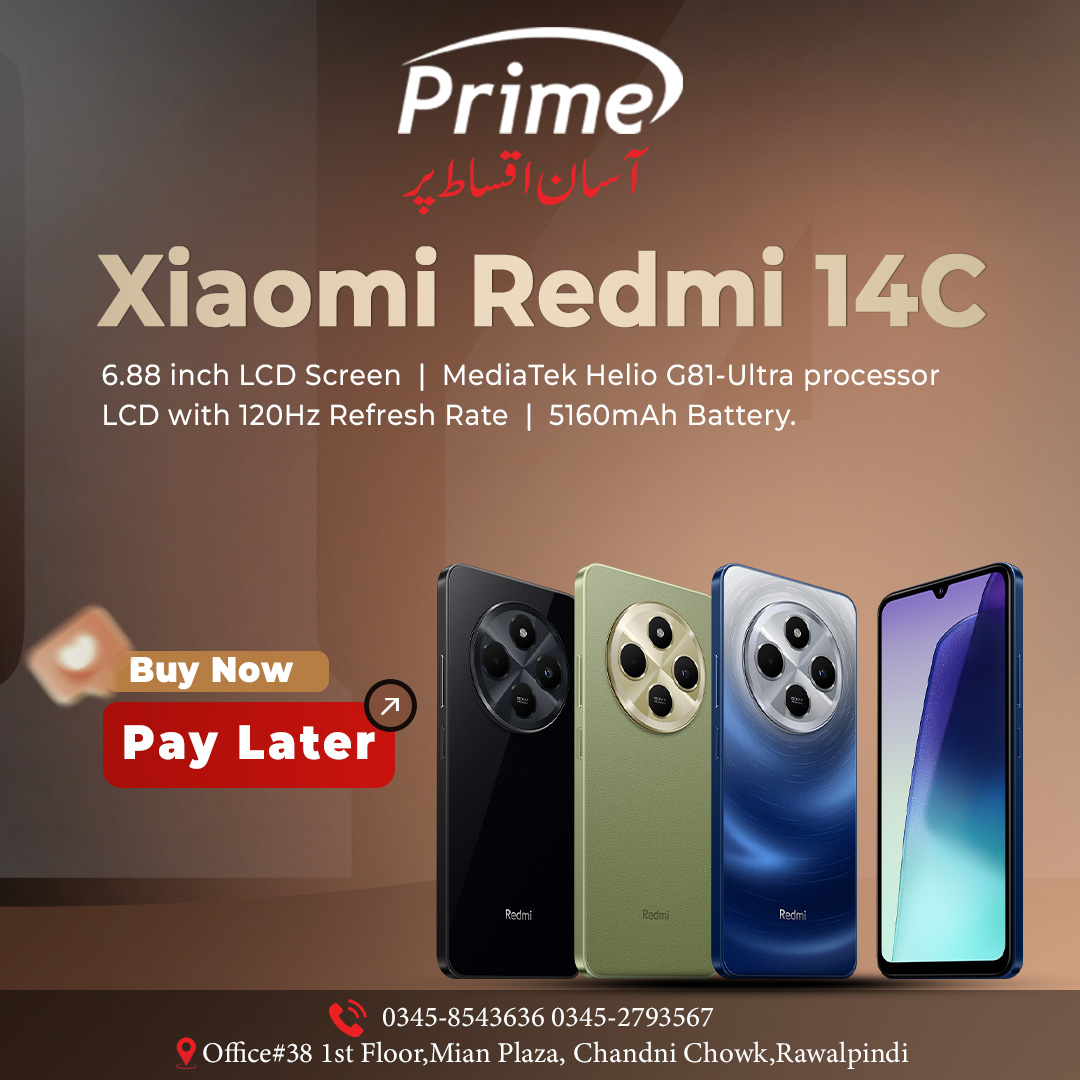 Prime
آسان اقساط پر
Xiaomi Redmi 14C
6.88 inch LCD Screen | MediaTek Helio G81-Ultra processor
LCD with 120Hz Refresh Rate | 5160mAh Battery.
Buy Now
Pay Later
Redmi
Redmi
Redmi
0345-8543636 0345-2793567
Office#38 1st Floor,Mian Plaza, Chandni Chowk,Rawalpindi